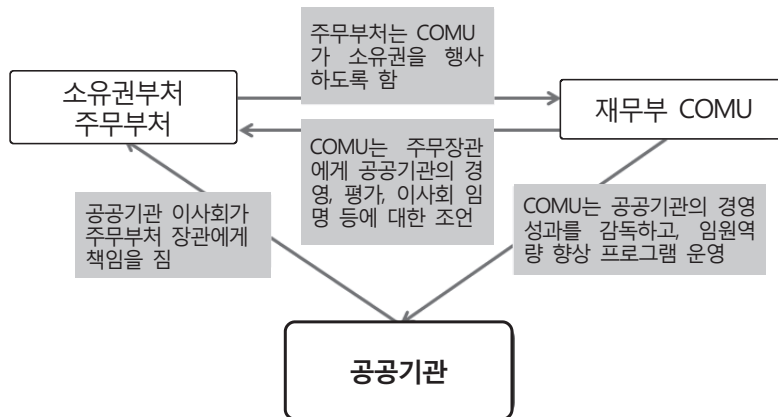 주무부처는 COMU
가 소유권을 행사
하도록 함
소유권부처
주무부처
재무부 COMU
COMU는 주무장관
에게 공공기관의 경
영, 평가, 이사회 임
명 등에 대한 조언
공공기관 이사회가
주무부처 장관에게
책임을 짐
COMU는 공공기관의 경영
성과를 감독하고, 임원역
량 향상 프로그램 운영
공공기관